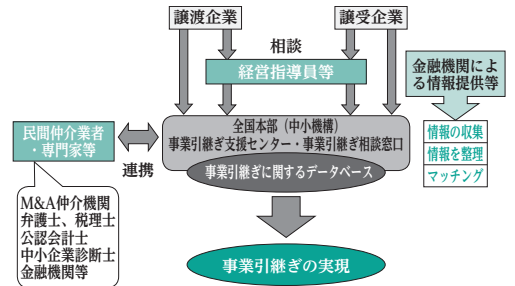 譲渡企業
譲受企業
相談
経営指導員等
金融機関によ
る情報提供等
全国本部（中小機構）
事業引継ぎ支援センター・事業引継ぎ相談窓口
事業引継ぎに関するデータベース
民間仲介業者
・専門家等
連携
情報の収集
情報を整理
マッチング
M&A仲介機関
弁護士、税理士
公認会計士
中小企業診断士
金融機関等
事業引継ぎの実現